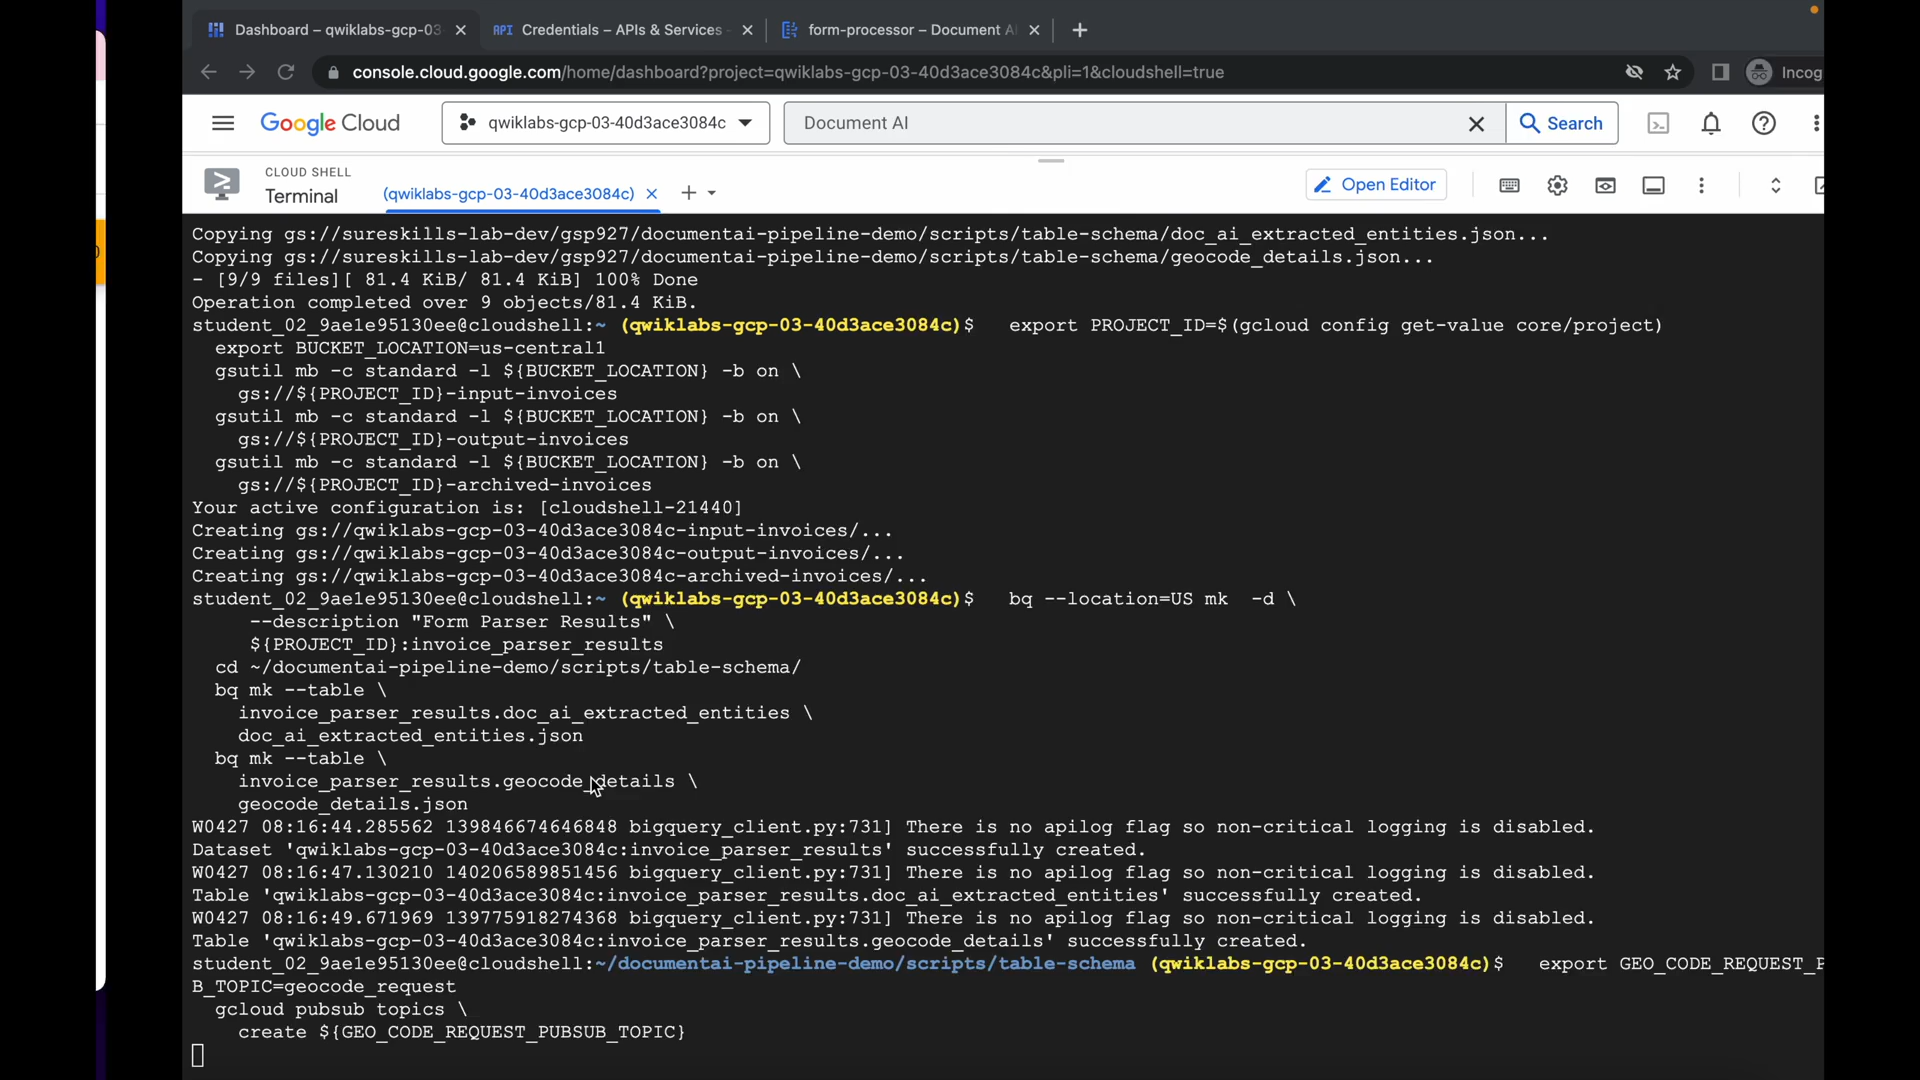 Dashboard – qwiklabs-gcp-03
API Credentials – APIs & Services
form-processor – Document AI
console.cloud.google.com/home/dashboard?project=qwiklabs-gcp-03-40d3ace3084c&pli=1&cloudshell=true
Incog
Google Cloud
qwiklabs-gcp-03-40d3ace3084c
Document AI
Search
CLOUD SHELL
Terminal
(qwiklabs-gcp-03-40d3ace3084c)
Open Editor
Copying gs://sureskills-lab-dev/gsp927/documentai-pipeline-demo/scripts/table-schema/doc_ai_extracted_entities.json...
Copying gs://sureskills-lab-dev/gsp927/documentai-pipeline-demo/scripts/table-schema/geocode_details.json...
- [9/9 files][ 81.4 KiB/ 81.4 KiB] 100% Done
Operation completed over 9 objects/81.4 KiB.
student_02_9ae1e95130ee@cloudshell:~ (qwiklabs-gcp-03-40d3ace3084c)$ export PROJECT_ID=$(gcloud config get-value core/project)
export BUCKET_LOCATION=us-central1
gsutil mb -c standard -l ${BUCKET_LOCATION} -b on \
gs://${PROJECT_ID}-input-invoices
gsutil mb -c standard -l ${BUCKET_LOCATION} -b on \
gs://${PROJECT_ID}-output-invoices
gsutil mb -c standard -l ${BUCKET_LOCATION} -b on \
gs://${PROJECT_ID}-archived-invoices
Your active configuration is: [cloudshell-21440]
Creating gs://qwiklabs-gcp-03-40d3ace3084c-input-invoices/...
Creating gs://qwiklabs-gcp-03-40d3ace3084c-output-invoices/...
Creating gs://qwiklabs-gcp-03-40d3ace3084c-archived-invoices/...
student_02_9ae1e95130ee@cloudshell:~ (qwiklabs-gcp-03-40d3ace3084c)$ bq --location=US mk -d \
--description "Form Parser Results" \
${PROJECT_ID}:invoice_parser_results
cd ~/documentai-pipeline-demo/scripts/table-schema/
bq mk --table \
invoice_parser_results.doc_ai_extracted_entities \
doc_ai_extracted_entities.json
bq mk --table \
invoice_parser_results.geocode_details \
geocode_details.json
W0427 08:16:44.285562 139846674646848 bigquery_client.py:731] There is no apilog flag so non-critical logging is disabled.
Dataset 'qwiklabs-gcp-03-40d3ace3084c:invoice_parser_results' successfully created.
W0427 08:16:47.130210 140206589851456 bigquery_client.py:731] There is no apilog flag so non-critical logging is disabled.
Table 'qwiklabs-gcp-03-40d3ace3084c:invoice_parser_results.doc_ai_extracted_entities' successfully created.
W0427 08:16:49.671969 139775918274368 bigquery_client.py:731] There is no apilog flag so non-critical logging is disabled.
Table 'qwiklabs-gcp-03-40d3ace3084c:invoice_parser_results.geocode_details' successfully created.
student_02_9ae1e95130ee@cloudshell:~/documentai-pipeline-demo/scripts/table-schema (qwiklabs-gcp-03-40d3ace3084c)$ export GEO_CODE_REQUEST_P
B_TOPIC=geocode_request
gcloud pubsub topics \
create ${GEO_CODE_REQUEST_PUBSUB_TOPIC}